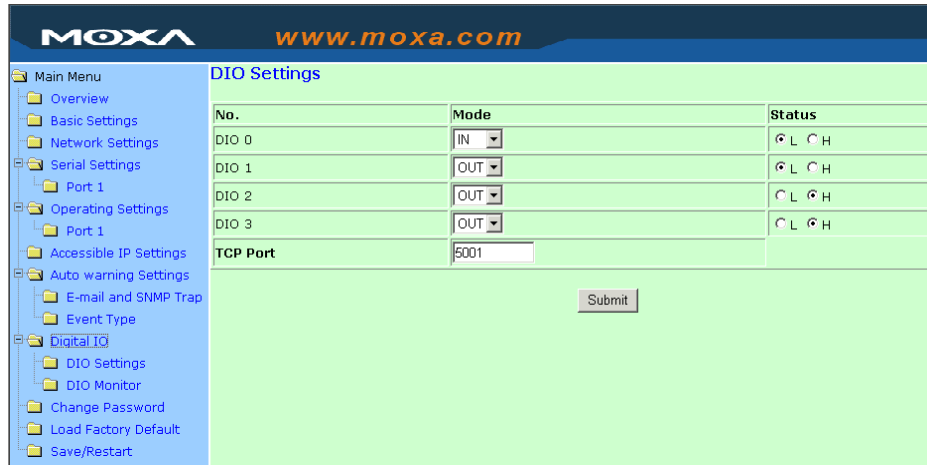 MOXA www.moxa.com
Main Menu
Overview
Basic Settings
Network Settings
Serial Settings
Port 1
Operating Settings
Port 1
Accessible IP Settings
Auto warning Settings
E-mail and SNMP Trap
Event Type
Digital IO
DIO Settings
DIO Monitor
Change Password
Load Factory Default
Save/Restart
DIO Settings
No. Mode Status
DIO 0 IN L H
DIO 1 OUT L H
DIO 2 OUT L H
DIO 3 OUT L H
TCP Port 5001
Submit